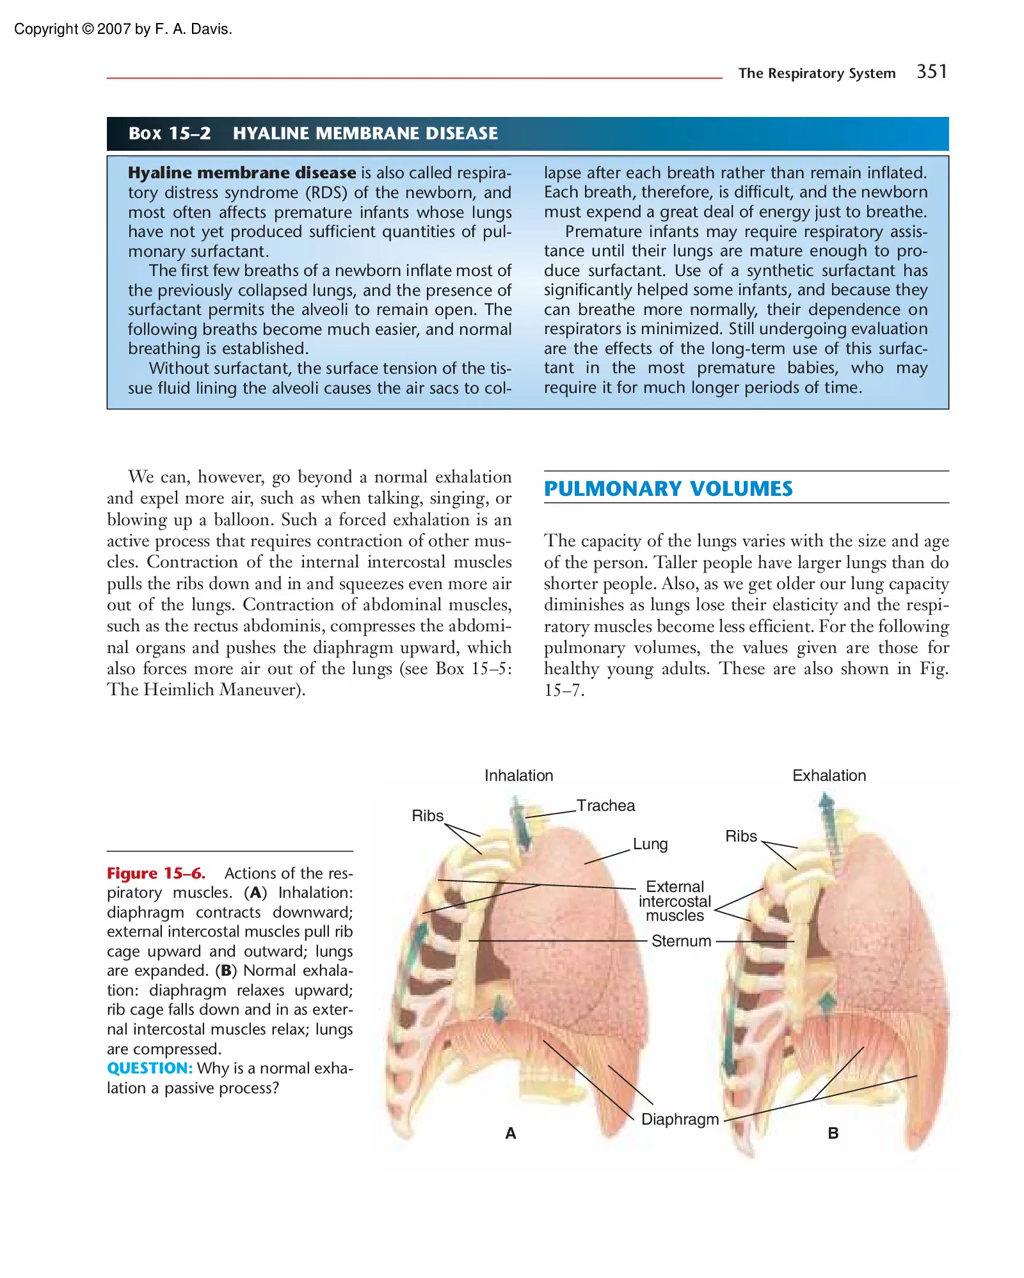 Copyright © 2007 by F. A. Davis.
The Respiratory System 351
Box 15–2 HYALINE MEMBRANE DISEASE
Hyaline membrane disease is also called respira-
tory distress syndrome (RDS) of the newborn, and
most often affects premature infants whose lungs
have not yet produced sufficient quantities of pul-
monary surfactant.
The first few breaths of a newborn inflate most of
the previously collapsed lungs, and the presence of
surfactant permits the alveoli to remain open. The
following breaths become much easier, and normal
breathing is established.
Without surfactant, the surface tension of the tis-
sue fluid lining the alveoli causes the air sacs to col-
lapse after each breath rather than remain inflated.
Each breath, therefore, is difficult, and the newborn
must expend a great deal of energy just to breathe.
Premature infants may require respiratory assis-
tance until their lungs are mature enough to pro-
duce surfactant. Use of a synthetic surfactant has
significantly helped some infants, and because they
can breathe more normally, their dependence on
respirators is minimized. Still undergoing evaluation
are the effects of the long-term use of this surfac-
tant in the most premature babies, who may
require it for much longer periods of time.
We can, however, go beyond a normal exhalation
and expel more air, such as when talking, singing, or
blowing up a balloon. Such a forced exhalation is an
active process that requires contraction of other mus-
cles. Contraction of the internal intercostal muscles
pulls the ribs down and in and squeezes even more air
out of the lungs. Contraction of abdominal muscles,
such as the rectus abdominis, compresses the abdomi-
nal organs and pushes the diaphragm upward, which
also forces more air out of the lungs (see Box 15–5:
The Heimlich Maneuver).
PULMONARY VOLUMES
The capacity of the lungs varies with the size and age
of the person. Taller people have larger lungs than do
shorter people. Also, as we get older our lung capacity
diminishes as lungs lose their elasticity and the respi-
ratory muscles become less efficient. For the following
pulmonary volumes, the values given are those for
healthy young adults. These are also shown in Fig.
15–7.
Figure 15–6. Actions of the res-
piratory muscles. (A) Inhalation:
diaphragm contracts downward;
external intercostal muscles pull rib
cage upward and outward; lungs
are expanded. (B) Normal exhala-
tion: diaphragm relaxes upward;
rib cage falls down and in as exter-
nal intercostal muscles relax; lungs
are compressed.
QUESTION: Why is a normal exha-
lation a passive process?
Inhalation
Exhalation
Trachea
Ribs
Lung
Ribs
External
intercostal
muscles
Sternum
Diaphragm
A
B